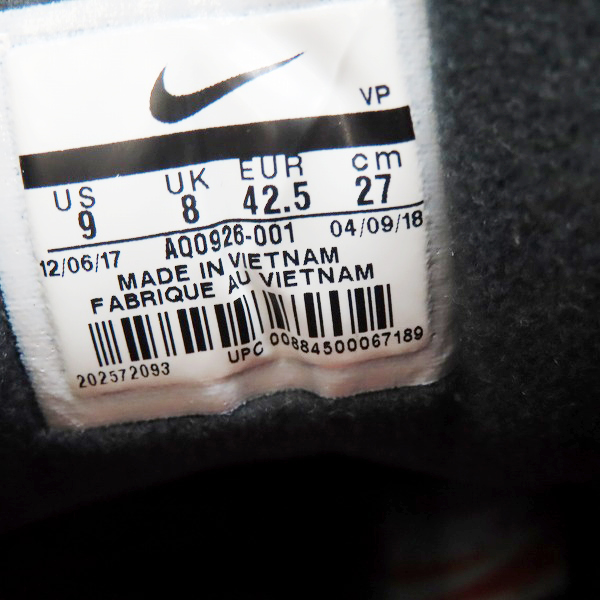 VP
US UK EUR cm
9 8 42.5 27
12/06/17 AQ0926-001 04/09/18
MADE IN VIETNAM
FABRIQUE AU VIETNAM
202572093 UPC 00884500067189